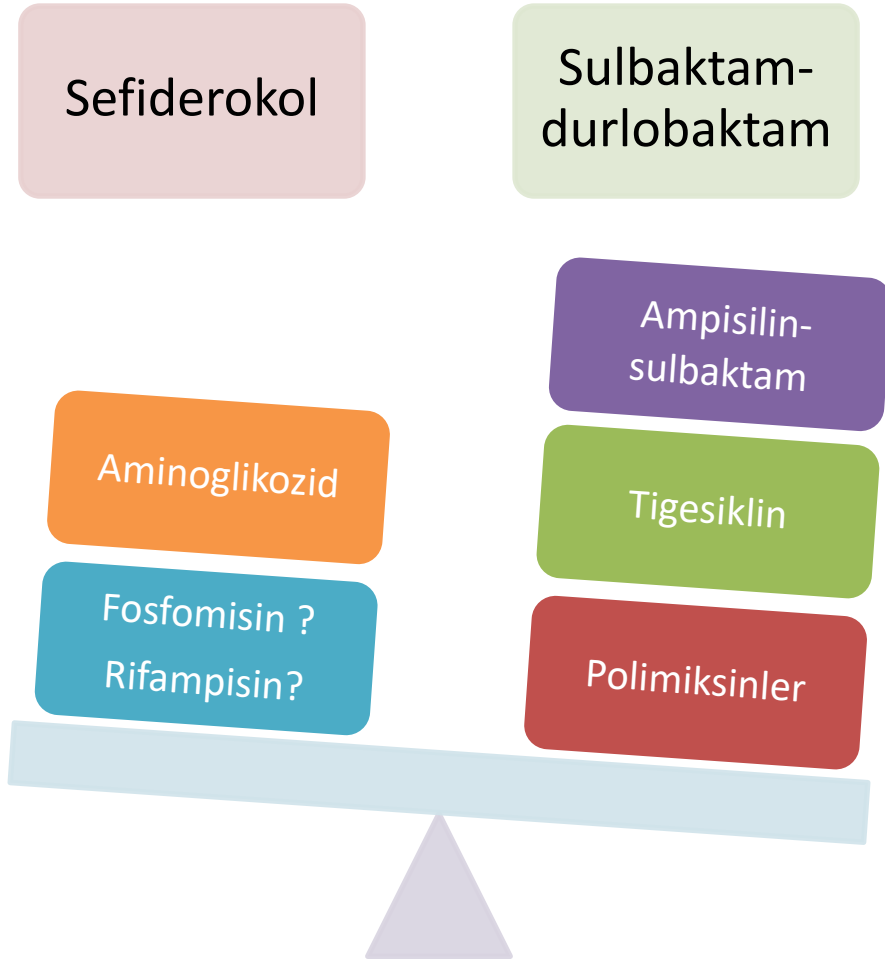 Sefiderokol
Sulbaktam-
durlobaktam
Ampisilin-
sulbaktam
Aminoglikozid
Tigesiklin
Fosfomisin ?
Rifampisin?
Polimiksinler